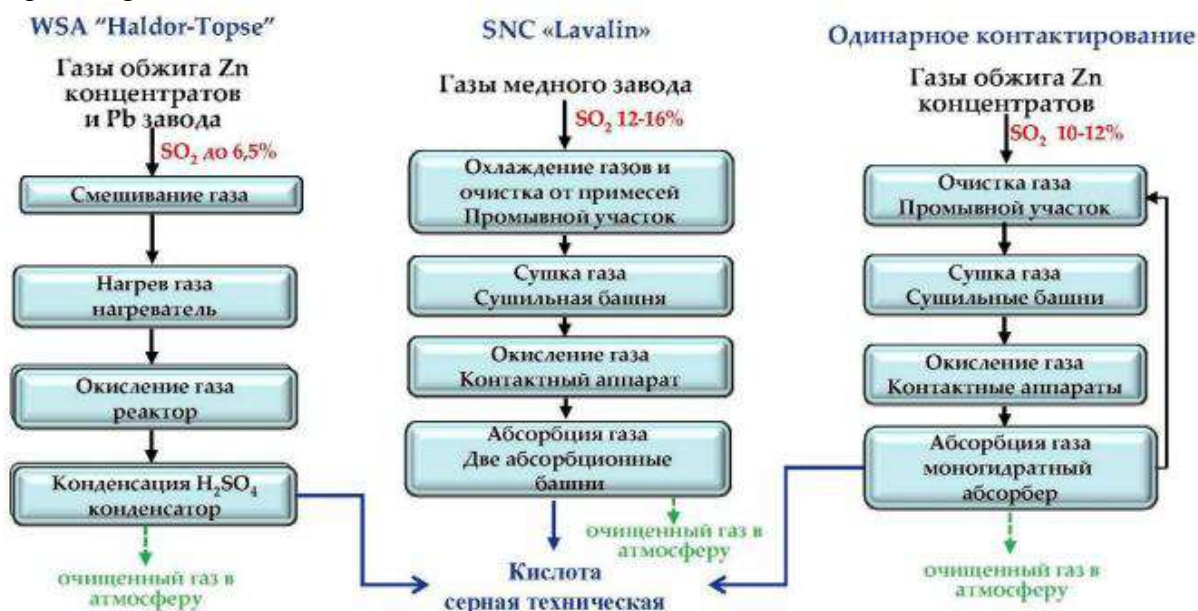 WSA “Haldor-Topse”
Газы обжига Zn
концентратов
и Pb завода
SO₂ до 6,5%
Смешивание газа
Нагрев газа
нагреватель
Окисление газа
реактор
Конденсация H₂SO₄
конденсатор
очищенный газ в
атмосферу
SNC «Lavalin»
Газы медного завода
SO₂ 12-16%
Охлаждение газов и
очистка от примесей
Промывной участок
Сушка газа
Сушильная башня
Окисление газа
Контактный аппарат
Абсорбция газа
Две абсорбционные
башни
очищенный газ в
атмосферу
Кислота
серная техническая
Одинарное контактирование
Газы обжига Zn
концентратов
SO₂ 10-12%
Очистка газа
Промывной участок
Сушка газа
Сушильные башни
Окисление газа
Контактные аппараты
Абсорбция газа
моногидратный
абсорбер
очищенный газ в
атмосферу